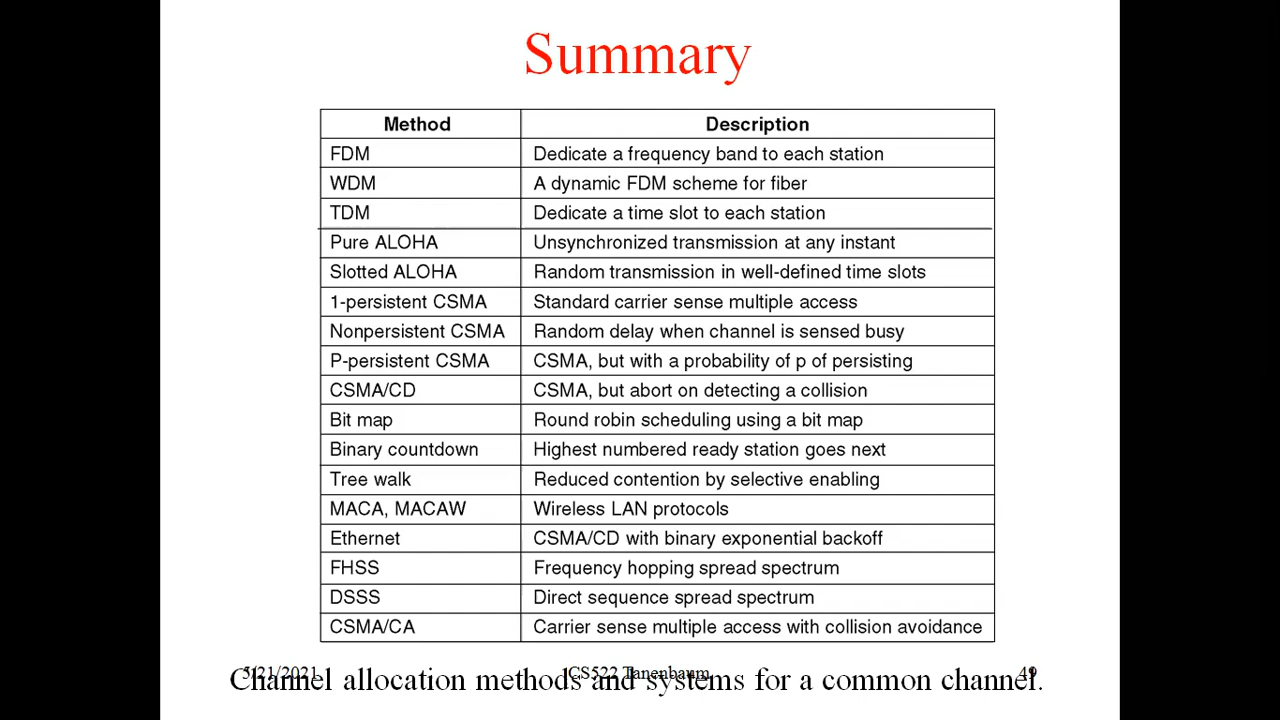 Summary
Method Description
FDM Dedicate a frequency band to each station
WDM A dynamic FDM scheme for fiber
TDM Dedicate a time slot to each station
Pure ALOHA Unsynchronized transmission at any instant
Slotted ALOHA Random transmission in well-defined time slots
1-persistent CSMA Standard carrier sense multiple access
Nonpersistent CSMA Random delay when channel is sensed busy
P-persistent CSMA CSMA, but with a probability of p of persisting
CSMA/CD CSMA, but abort on detecting a collision
Bit map Round robin scheduling using a bit map
Binary countdown Highest numbered ready station goes next
Tree walk Reduced contention by selective enabling
MACA, MACAW Wireless LAN protocols
Ethernet CSMA/CD with binary exponential backoff
FHSS Frequency hopping spread spectrum
DSSS Direct sequence spread spectrum
CSMA/CA Carrier sense multiple access with collision avoidance
5/21/2021 CS522 Tanenbaum 49
Channel allocation methods and systems for a common channel.